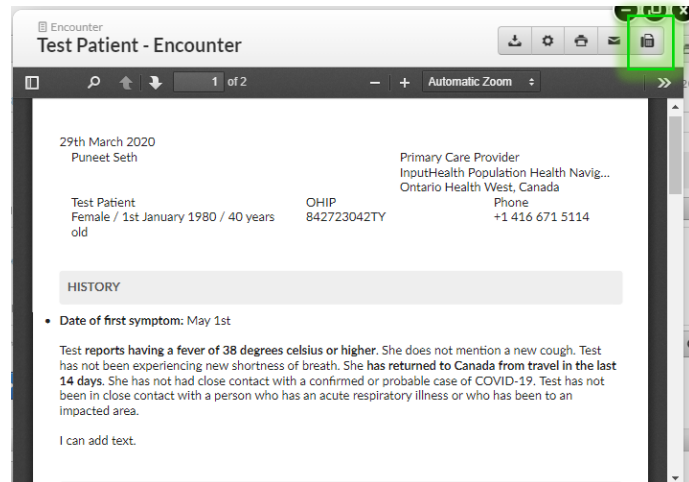 Encounter
Test Patient - Encounter
1 of 2
Automatic Zoom
29th March 2020
Puneet Seth
Primary Care Provider
InputHealth Population Health Navig...
Ontario Health West, Canada
Test Patient
OHIP
Phone
Female / 1st January 1980 / 40 years
842723042TY
+1 416 671 5114
old
HISTORY
• Date of first symptom: May 1st
Test reports having a fever of 38 degrees celsius or higher. She does not mention a new cough. Test
has not been experiencing new shortness of breath. She has returned to Canada from travel in the last
14 days. She has not had close contact with a confirmed or probable case of COVID-19. Test has not
been in close contact with a person who has an acute respiratory illness or who has been to an
impacted area.
I can add text.